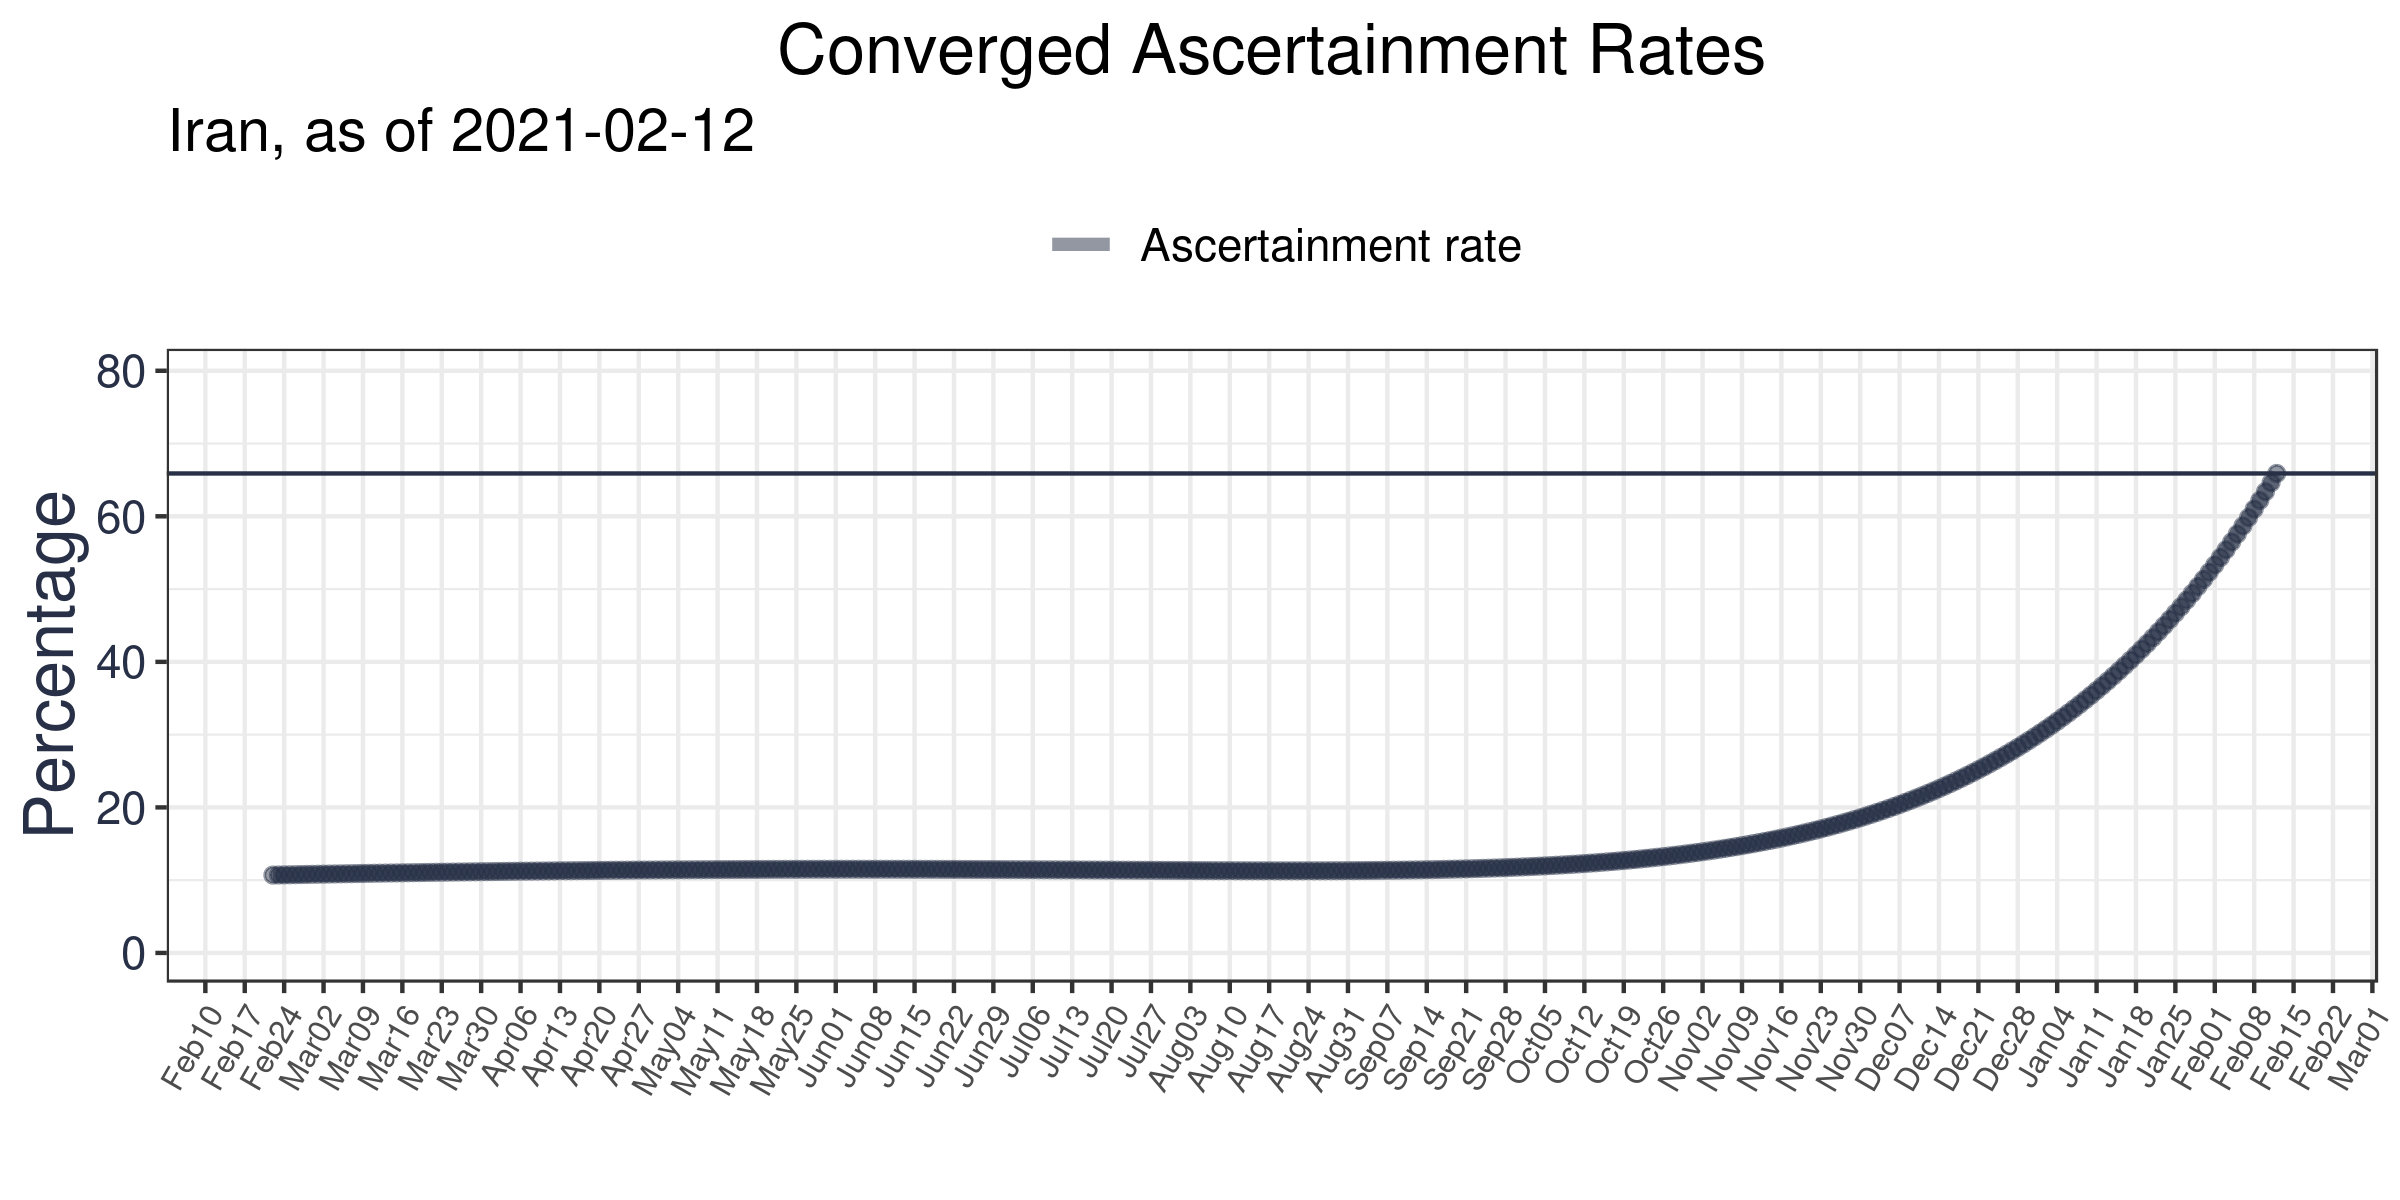 Converged Ascertainment Rates
Iran, as of 2021-02-12
Ascertainment rate
Percentage
80
60
40
20
0
Feb10
Feb17
Feb24
Mar02
Mar09
Mar16
Mar23
Mar30
Apr06
Apr13
Apr20
Apr27
May04
May11
May18
May25
Jun01
Jun08
Jun15
Jun22
Jun29
Jul06
Jul13
Jul20
Jul27
Aug03
Aug10
Aug17
Aug24
Aug31
Sep07
Sep14
Sep21
Sep28
Oct05
Oct12
Oct19
Oct26
Nov02
Nov09
Nov16
Nov23
Nov30
Dec07
Dec14
Dec21
Dec28
Jan04
Jan11
Jan18
Jan25
Feb01
Feb08
Feb15
Feb22
Mar01